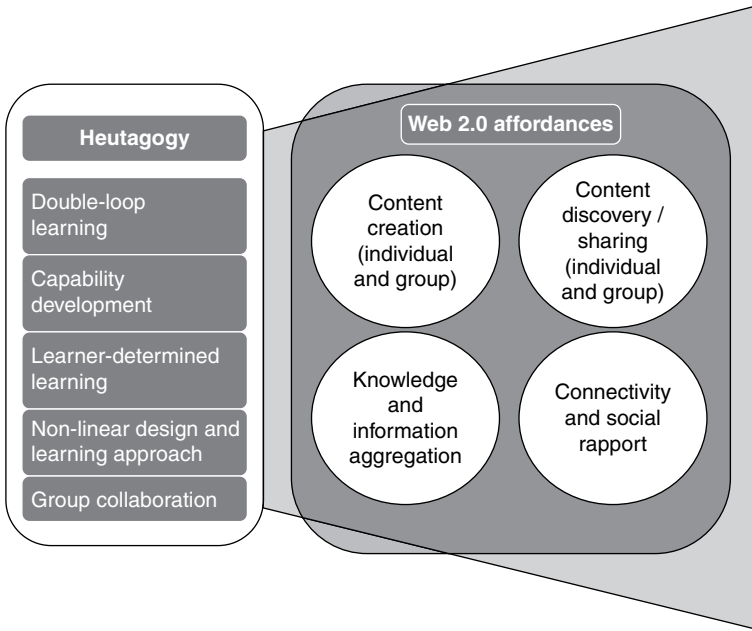 Heutagogy
Double-loop
learning
Capability
development
Learner-determined
learning
Non-linear design and
learning approach
Group collaboration
Web 2.0 affordances
Content
creation
(individual
and group)
Content
discovery /
sharing
(individual
and group)
Knowledge
and
information
aggregation
Connectivity
and social
rapport